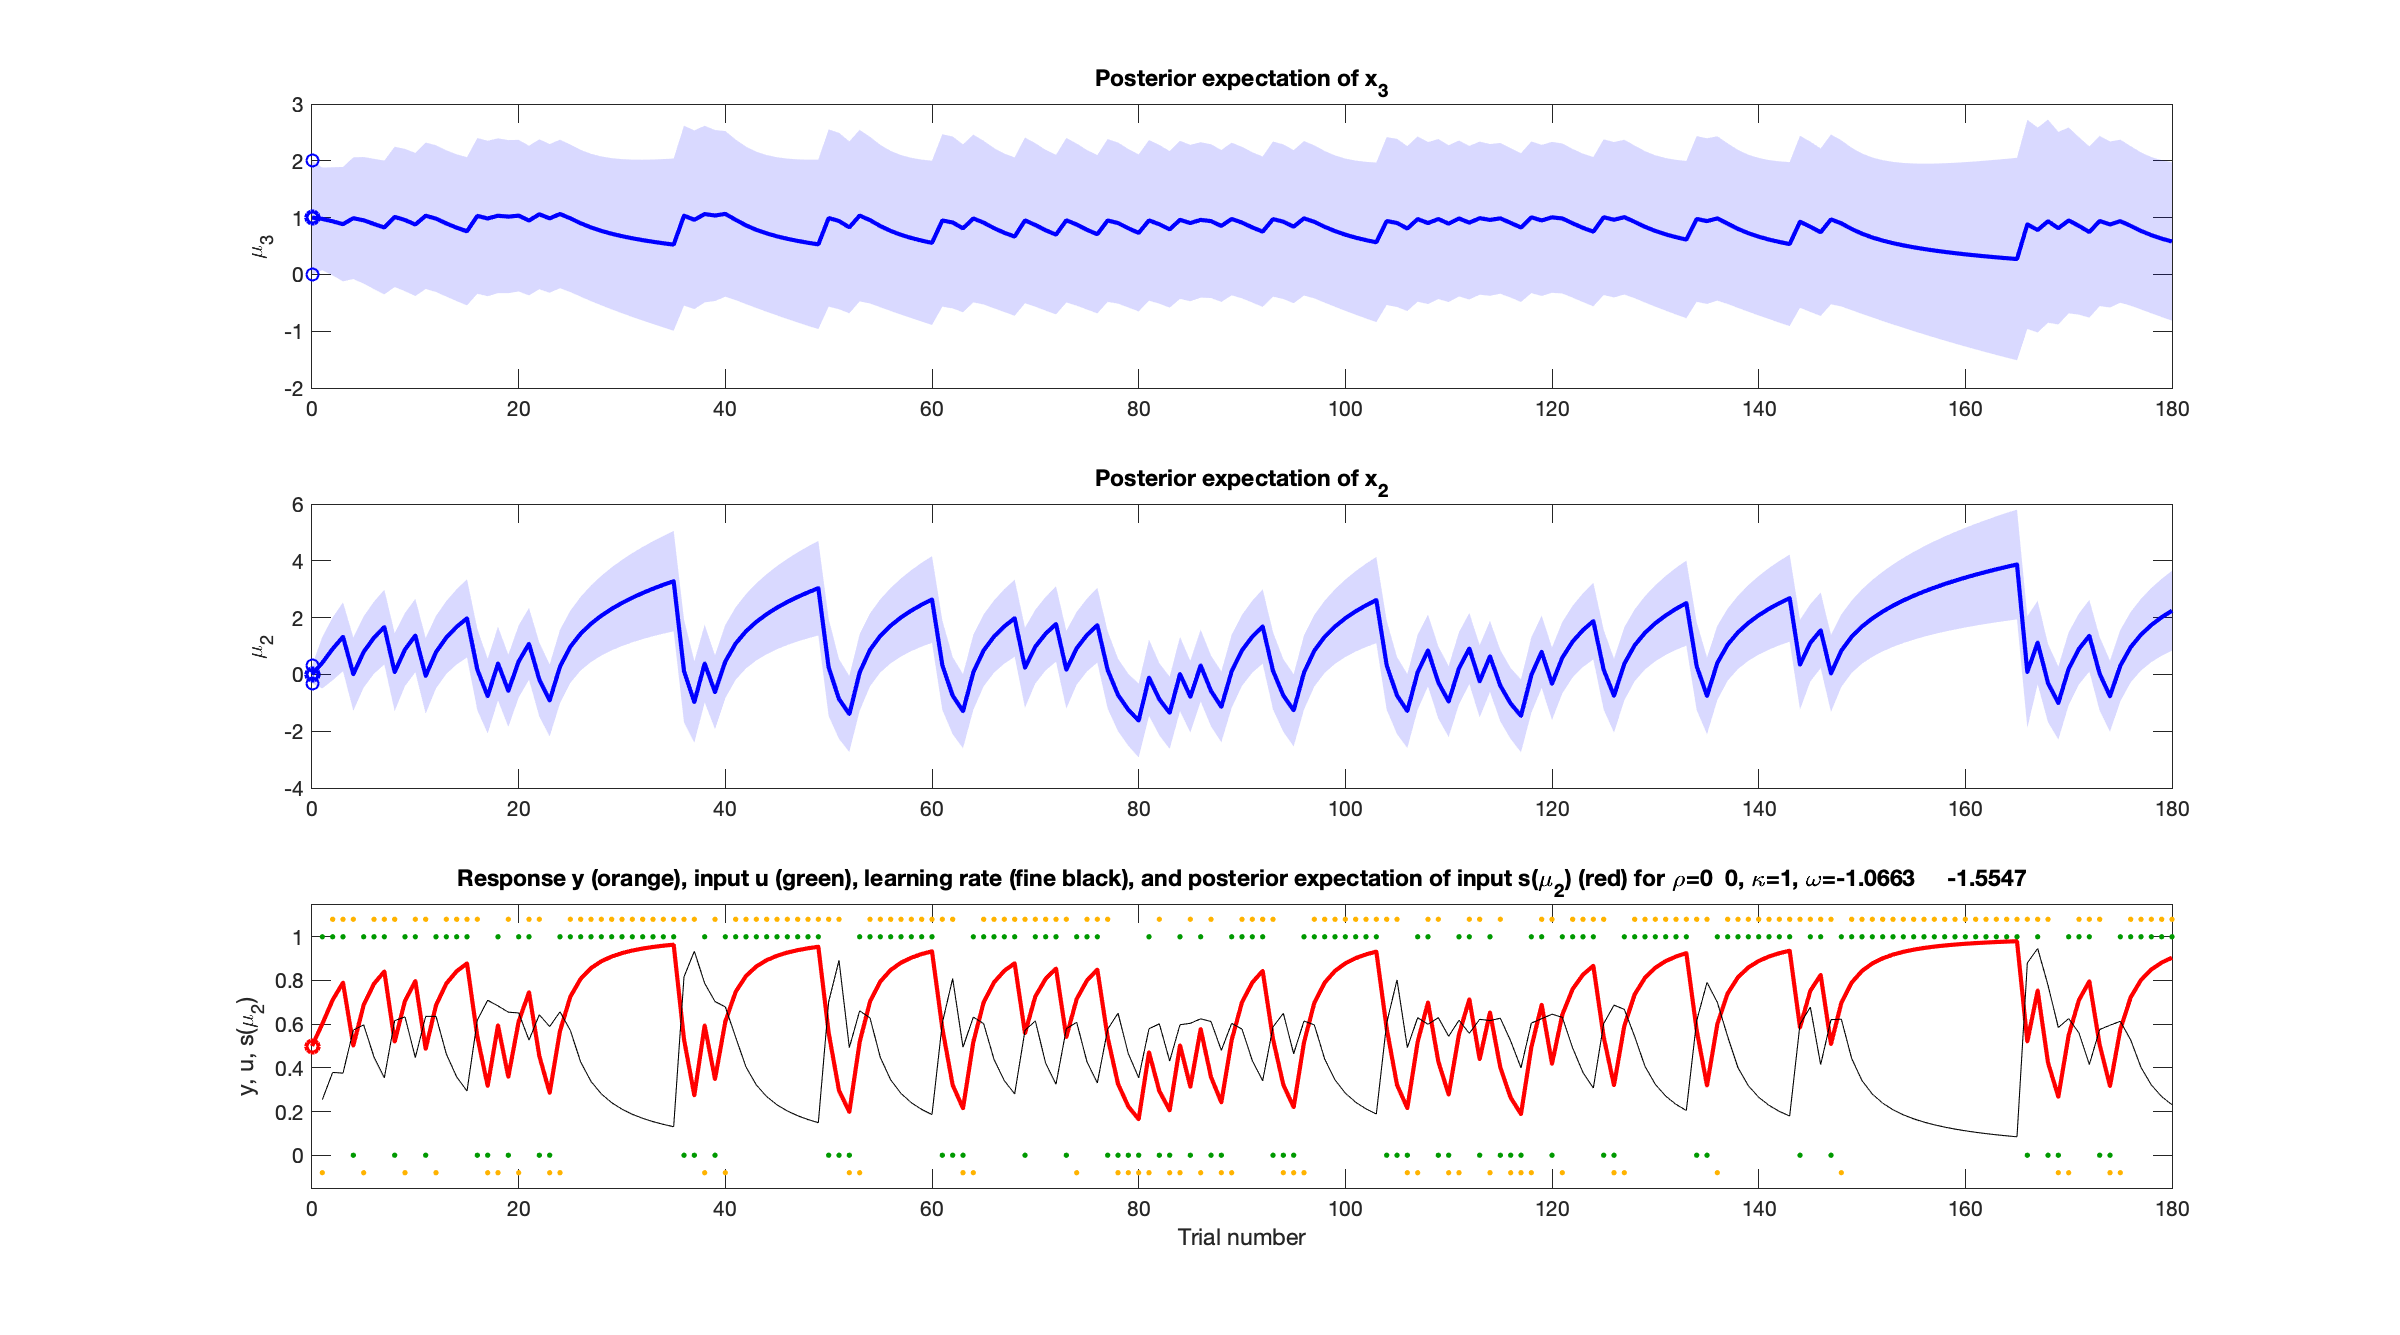 Posterior expectation of x3
3
2
1
0
-1
-2
μ3
0 20 40 60 80 100 120 140 160 180
Posterior expectation of x2
6
4
2
0
-2
-4
μ2
0 20 40 60 80 100 120 140 160 180
Response y (orange), input u (green), learning rate (fine black), and posterior expectation of input s(μ2) (red) for ρ=0 0, κ=1, ω=-1.0663 -1.5547
1
0.8
0.6
0.4
0.2
0
y, u, s(μ2)
0 20 40 60 80 100 120 140 160 180
Trial number